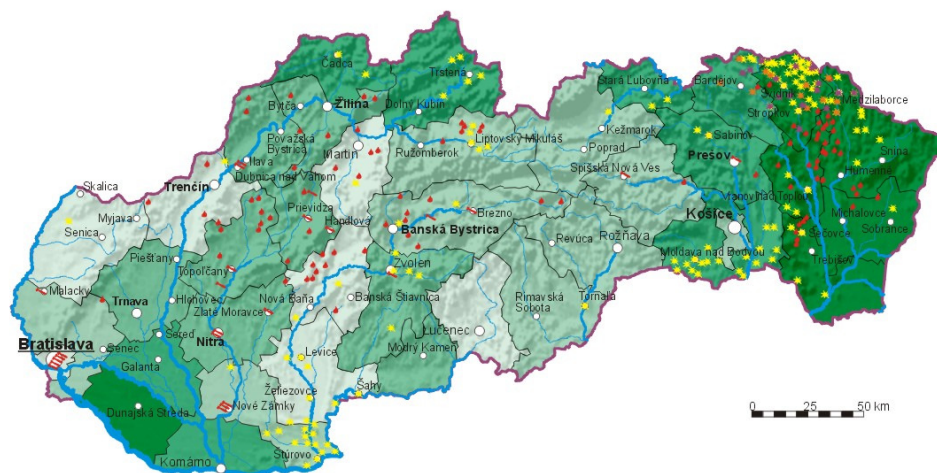 Čadca
Trstená
Stará Ľubovňa
Bardejov
Svidník
Medzilaborce
Stropkov
Bytča
Žilina
Dolný Kubín
Kežmarok
Sabinov
Považská
Bystrica
Martin
Ružomberok
Liptovský Mikuláš
Poprad
Prešov
Snina
Ilava
Dubnica nad Váhom
Spišská Nová Ves
Humenné
Skalica
Trenčín
Prievidza
Vranov nad Topľou
Myjava
Handlová
Brezno
Košice
Michalovce
Senica
Banská Bystrica
Revúca
Rožňava
Sečovce
Sobrance
Piešťany
Topoľčany
Zvolen
Moldava nad Bodvou
Trebišov
Malacky
Trnava
Hlohovec
Nová Baňa
Banská Štiavnica
Rimavská
Sobota
Tornaľa
Zlaté Moravce
Bratislava
Sereď
Nitra
Lučenec
Senec
Levice
Modrý Kameň
Galanta
Želiezovce
Šahy
Dunajská Streda
Nové Zámky
Štúrovo
Komárno
0 25 50 km